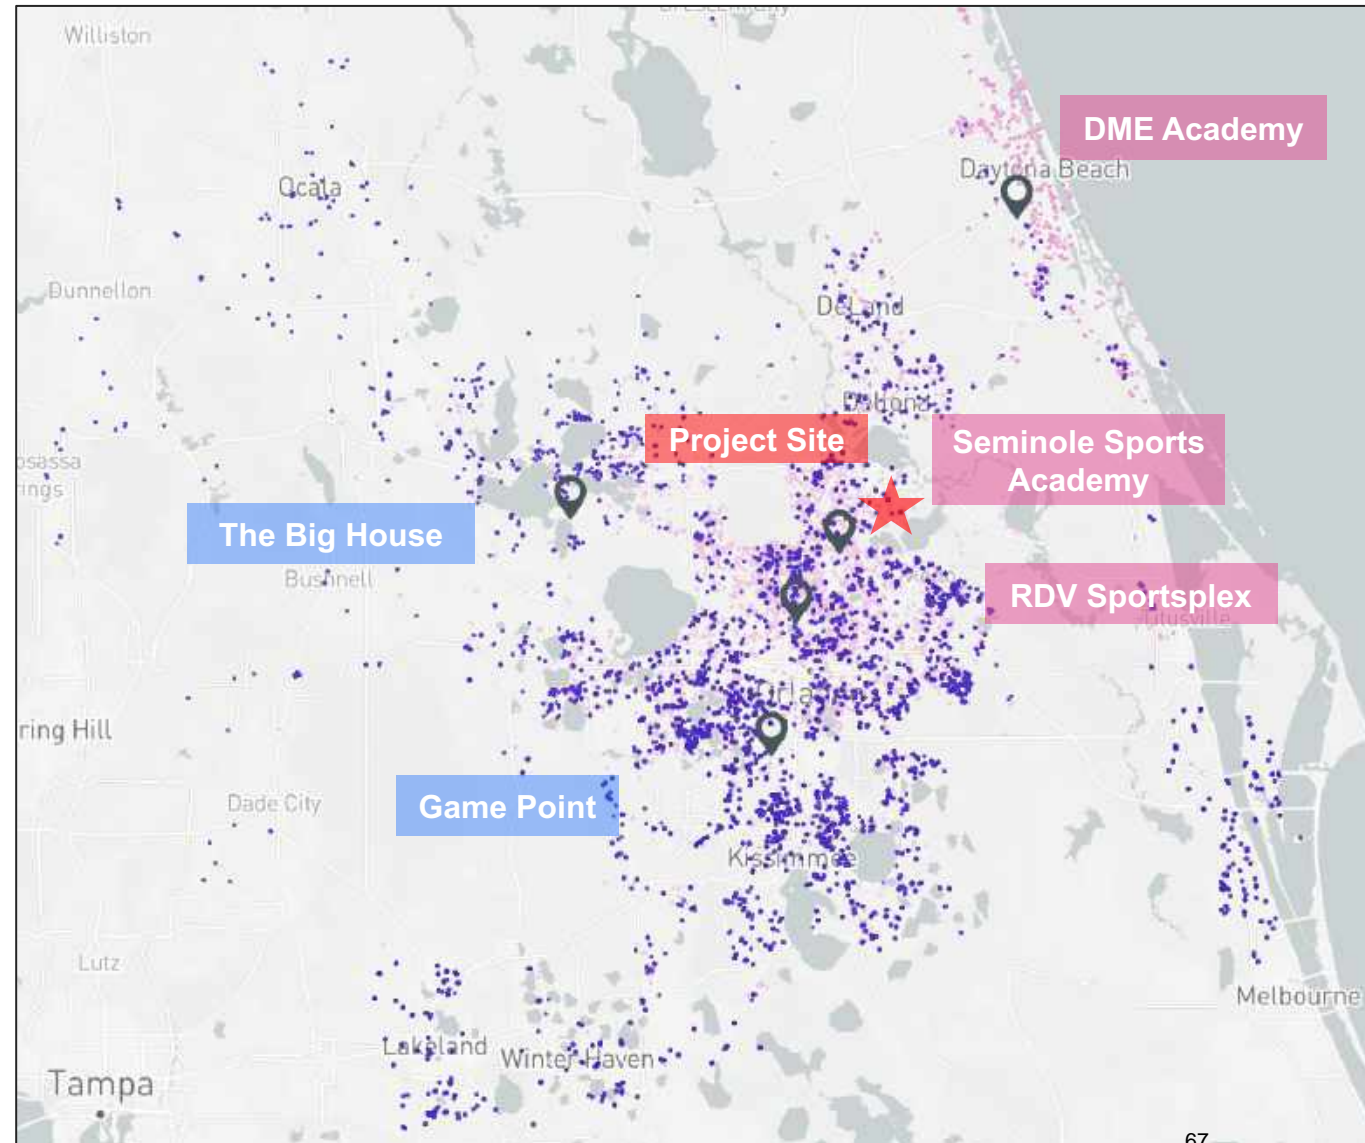 Williston
DME Academy
Daytona Beach
Ocala
Dunnellon
DeLand
Deltona
Project Site
Seminole Sports
Academy
The Big House
Bushnell
RDV Sportsplex
Titusville
Orlando
ring Hill
Game Point
Dade City
Kissimmee
Lutz
Melbourne
Lakeland
Winter Haven
Tampa
osassa
rings
67